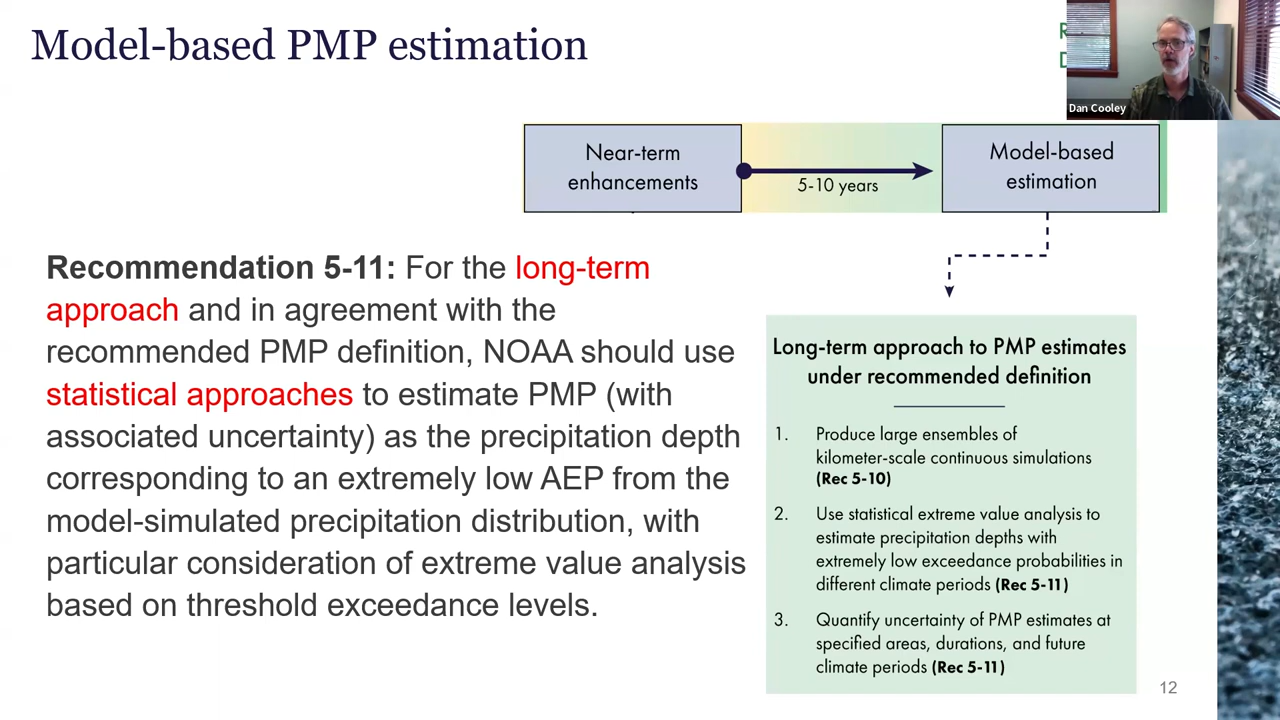 Model-based PMP estimation
Dan Cooley
Near-term
enhancements
5-10 years
Model-based
estimation
Recommendation 5-11: For the long-term
approach and in agreement with the
recommended PMP definition, NOAA should use
statistical approaches to estimate PMP (with
associated uncertainty) as the precipitation depth
corresponding to an extremely low AEP from the
model-simulated precipitation distribution, with
particular consideration of extreme value analysis
based on threshold exceedance levels.
Long-term approach to PMP estimates
under recommended definition
1. Produce large ensembles of
kilometer-scale continuous simulations
(Rec 5-10)
2. Use statistical extreme value analysis to
estimate precipitation depths with
extremely low exceedance probabilities in
different climate periods (Rec 5-11)
3. Quantify uncertainty of PMP estimates at
specified areas, durations, and future
climate periods (Rec 5-11)
12